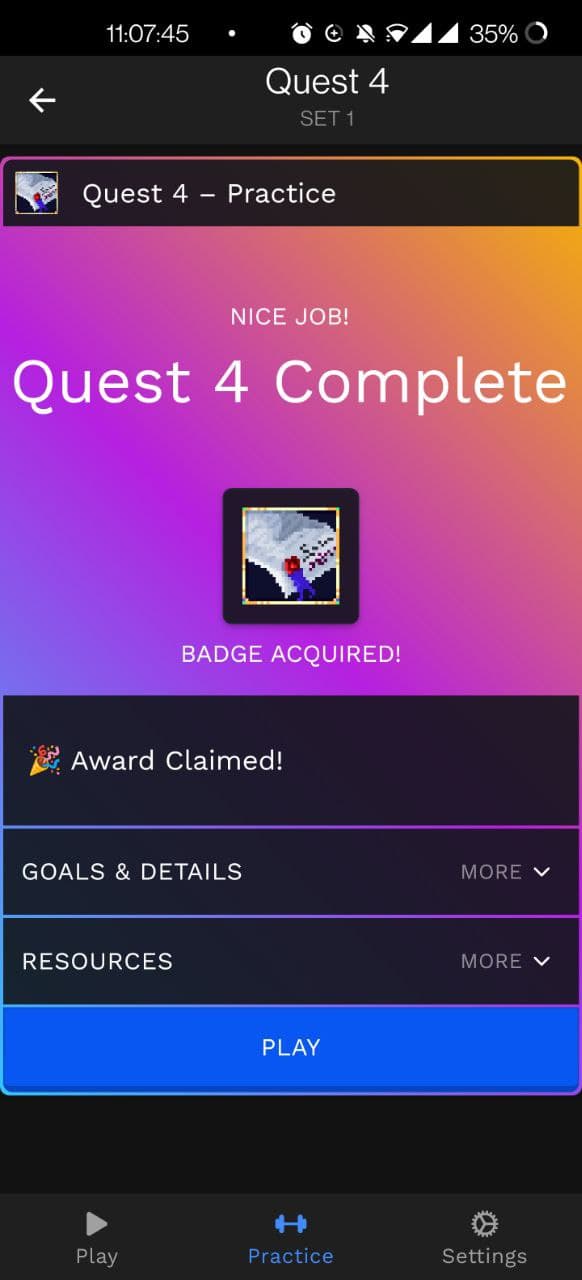 11:07:45
35%
Quest 4
SET 1
Quest 4 – Practice
NICE JOB!
Quest 4 Complete
BADGE ACQUIRED!
Award Claimed!
GOALS & DETAILS MORE
RESOURCES MORE
PLAY
Play Practice Settings